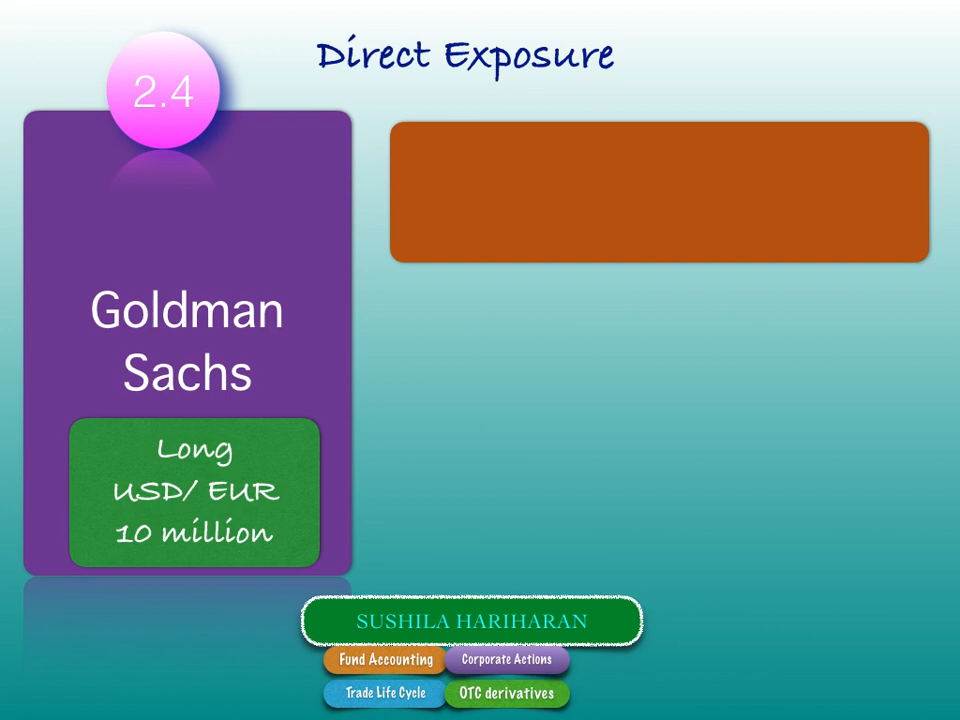 Direct Exposure
2.4
Goldman
Sachs
Long
USD/ EUR
10 million
SUSHILA HARIHARAN
Fund Accounting
Corporate Actions
Trade Life Cycle
OTC derivatives